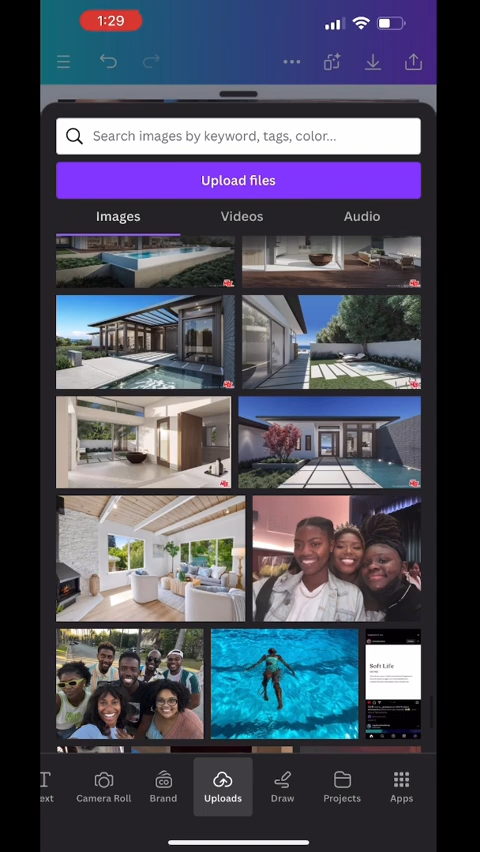 1:29
Search images by keyword, tags, color...
Upload files
Images Videos Audio
Soft Life
ext Camera Roll Brand Uploads Draw Projects Apps